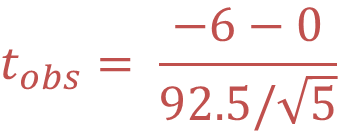 t_obs = (−6 − 0) / (92.5/√5)